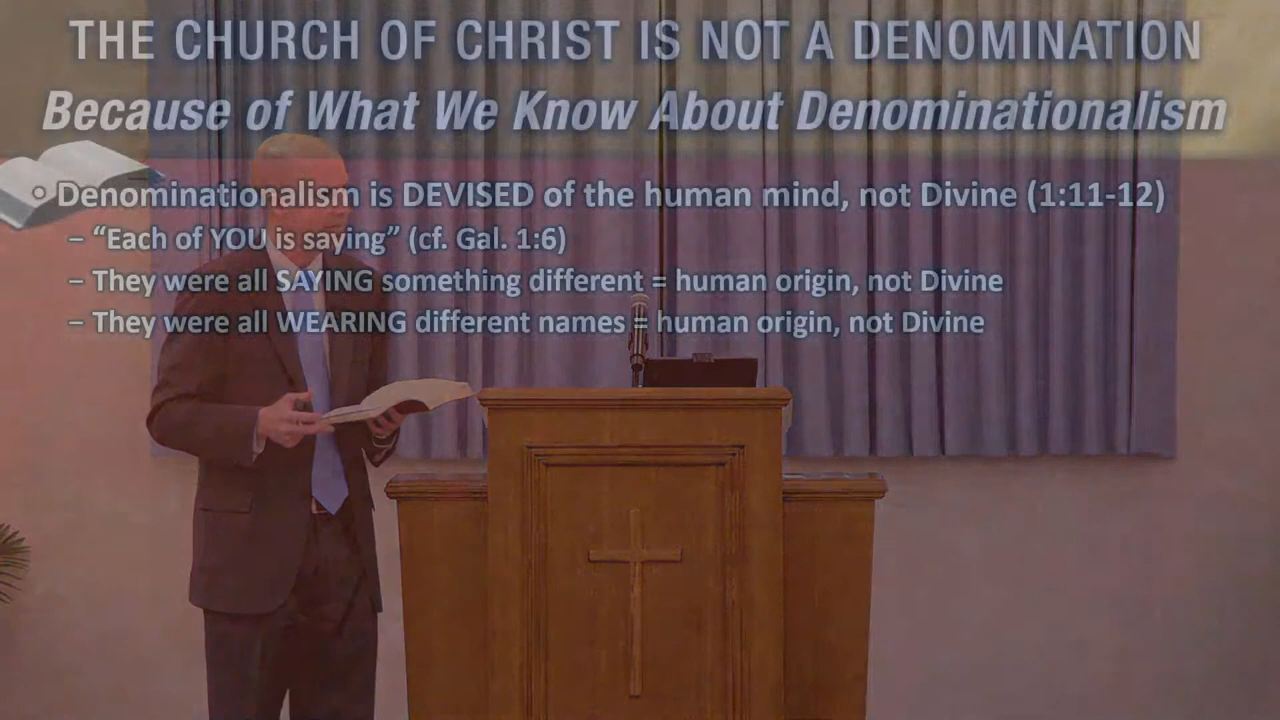 THE CHURCH OF CHRIST IS NOT A DENOMINATION
Because of What We Know About Denominationalism
• Denominationalism is DEVISED of the human mind, not Divine (1:11-12)
– “Each of YOU is saying” (cf. Gal. 1:6)
– They were all SAYING something different = human origin, not Divine
– They were all WEARING different names = human origin, not Divine